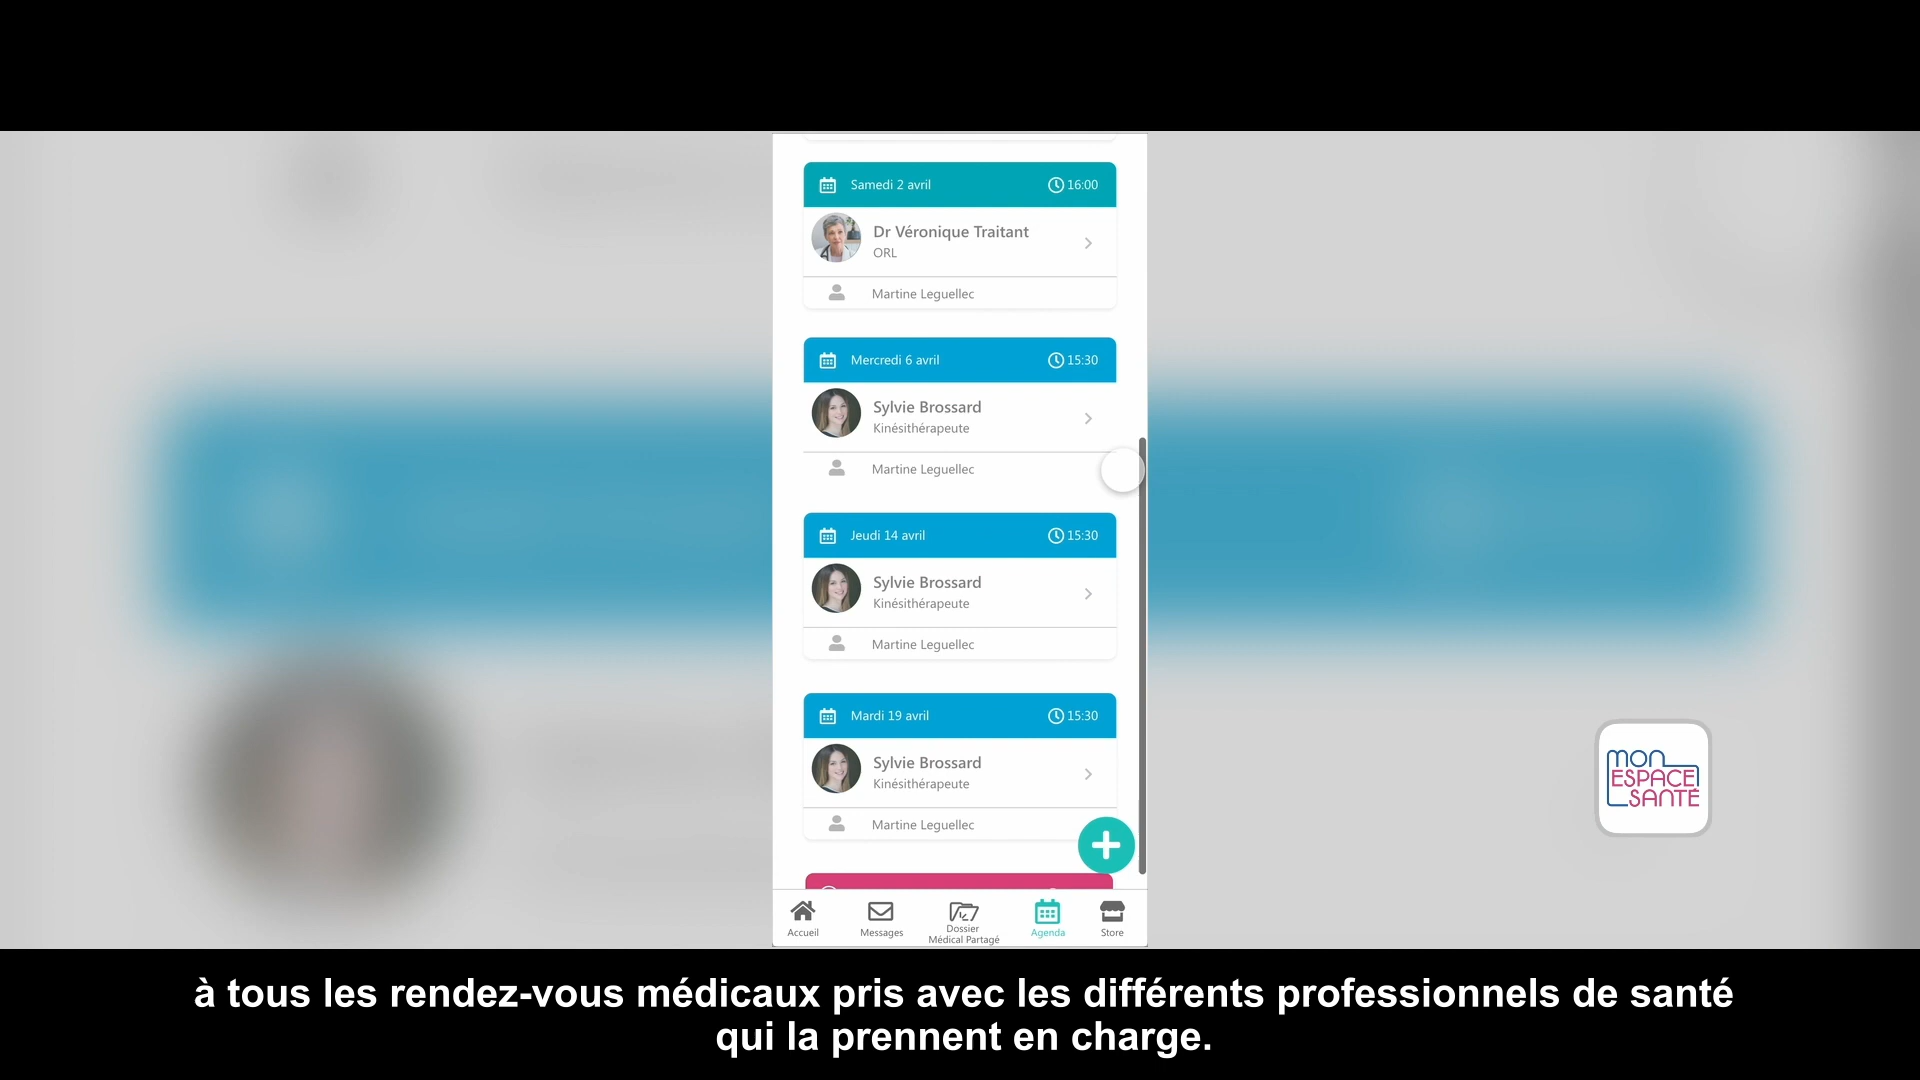 Samedi 2 avril
16:00
Dr Véronique Traitant
ORL
Martine Leguellec
Mercredi 6 avril
15:30
Sylvie Brossard
Kinésithérapeute
Martine Leguellec
Jeudi 14 avril
15:30
Sylvie Brossard
Kinésithérapeute
Martine Leguellec
Mardi 19 avril
15:30
Sylvie Brossard
Kinésithérapeute
Martine Leguellec
Accueil
Messages
Dossier
Médical Partagé
Agenda
Store
mon
ESPACE
SANTÉ
à tous les rendez-vous médicaux pris avec les différents professionnels de santé
qui la prennent en charge.